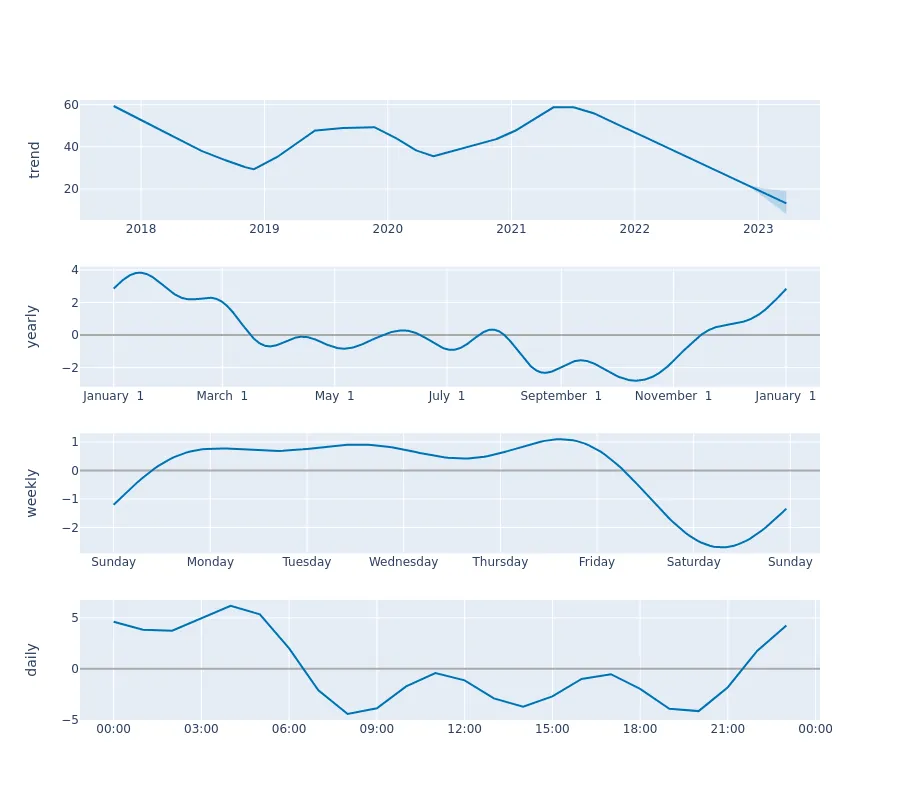 trend
60
40
20
2018 2019 2020 2021 2022 2023
yearly
4
2
0
−2
January 1 March 1 May 1 July 1 September 1 November 1 January 1
weekly
1
0
−1
−2
Sunday Monday Tuesday Wednesday Thursday Friday Saturday Sunday
daily
5
0
−5
00:00 03:00 06:00 09:00 12:00 15:00 18:00 21:00 00:00